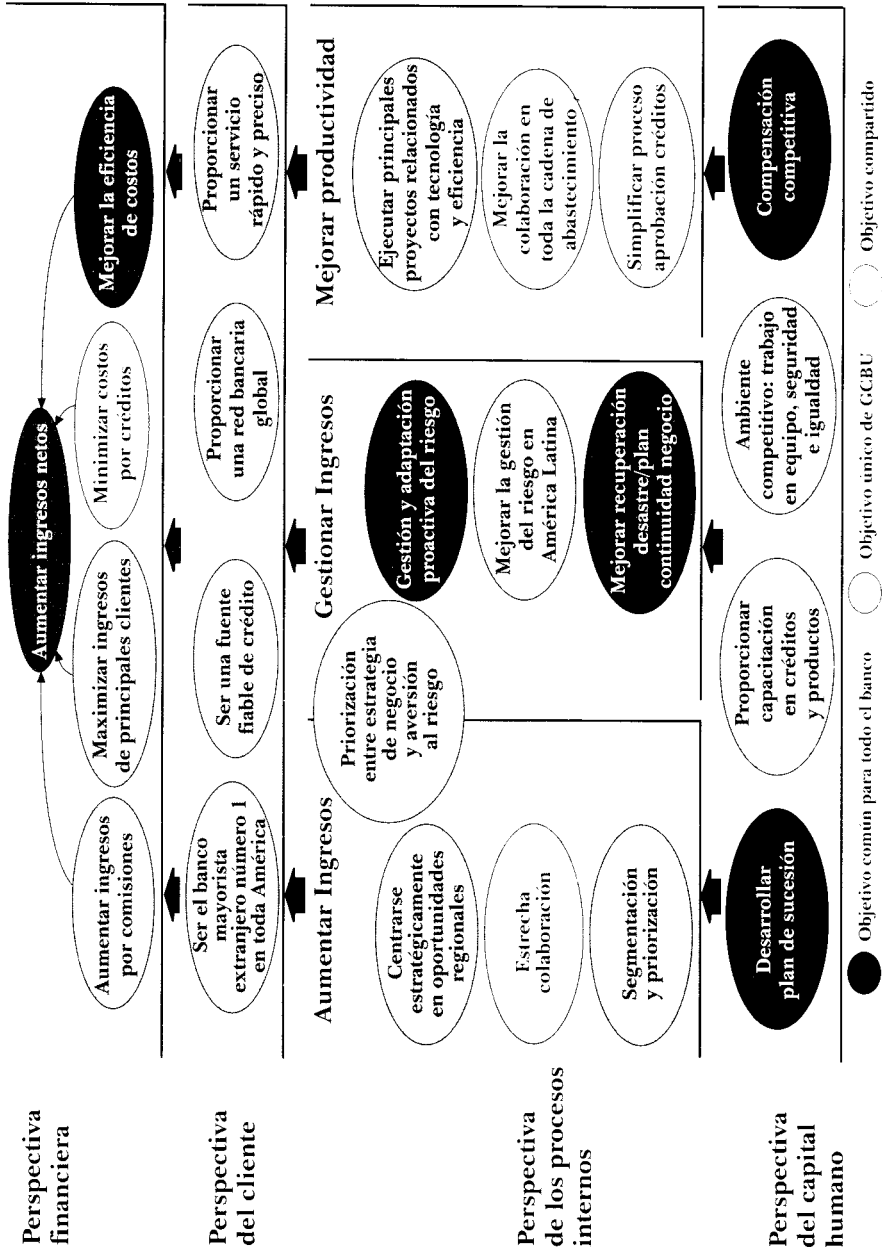 Perspectiva
financiera
Aumentar ingresos netos
Aumentar ingresos
por comisiones
Maximizar ingresos
de principales clientes
Minimizar costos
por créditos
Mejorar la eficiencia
de costos
Perspectiva
del cliente
Ser el banco
mayorista
extranjero número 1
en toda América
Ser una fuente
fiable de crédito
Proporcionar
una red bancaria
global
Proporcionar
un servicio
rápido y preciso
Perspectiva
de los procesos
internos
Aumentar Ingresos
Centrarse
estratégicamente
en oportunidades
regionales
Estrecha
colaboración
Segmentación
y priorización
Priorización
entre estrategia
de negocio
y aversión
al riesgo
Gestionar Ingresos
Gestión y adaptación
proactiva del riesgo
Mejorar la gestión
del riesgo en
América Latina
Mejorar recuperación
desastre/plan
continuidad negocio
Mejorar productividad
Ejecutar principales
proyectos relacionados
con tecnología
y eficiencia
Mejorar la
colaboración en
toda la cadena de
abastecimiento
Simplificar proceso
aprobación créditos
Perspectiva
del capital
humano
Desarrollar
plan de sucesión
Proporcionar
capacitación
en créditos
y productos
Ambiente
competitivo: trabajo
en equipo, seguridad
e igualdad
Compensación
competitiva
Objetivo común para todo el banco
Objetivo único de GCBU
Objetivo compartido